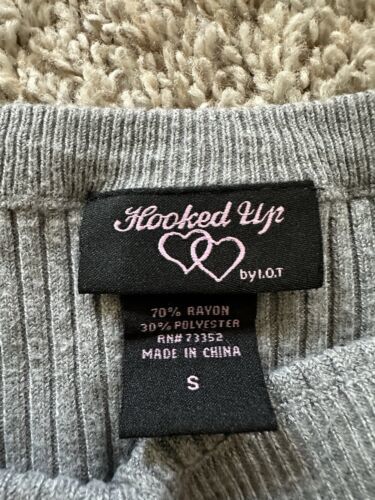 Hooked Up
by I.O.T
70% RAYON
30% POLYESTER
RN# 73352
MADE IN CHINA
S